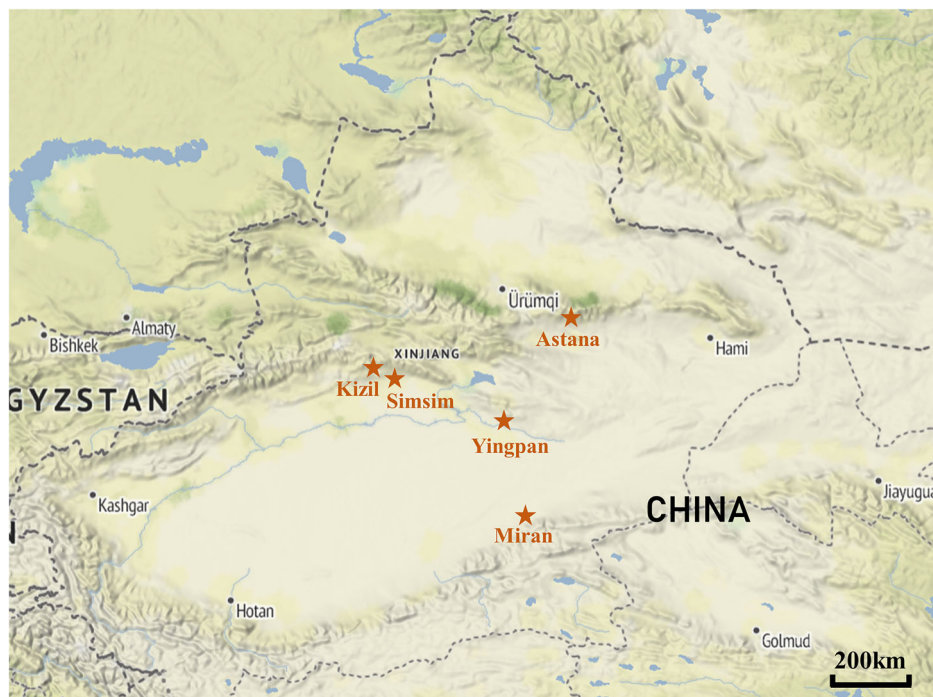 Ürümqi
Astana
Almaty
Bishkek
Hami
XINJIANG
Kizil
Simsim
GYZSTAN
Yingpan
Kashgar
Jiayugua
CHINA
Miran
Hotan
Golmud
200km